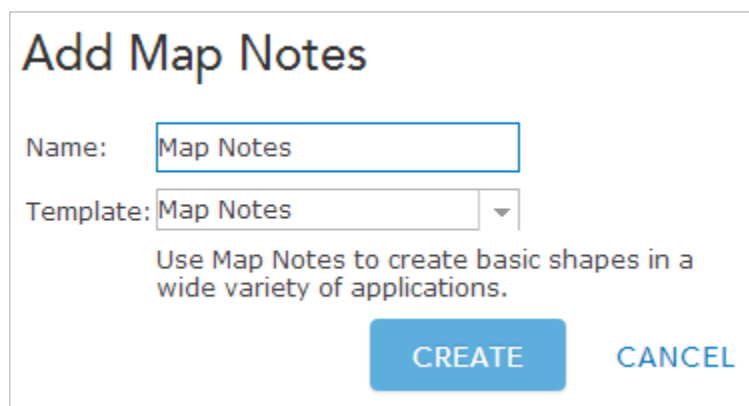 Add Map Notes
Name: Map Notes
Template: Map Notes
Use Map Notes to create basic shapes in a
wide variety of applications.
CREATE CANCEL